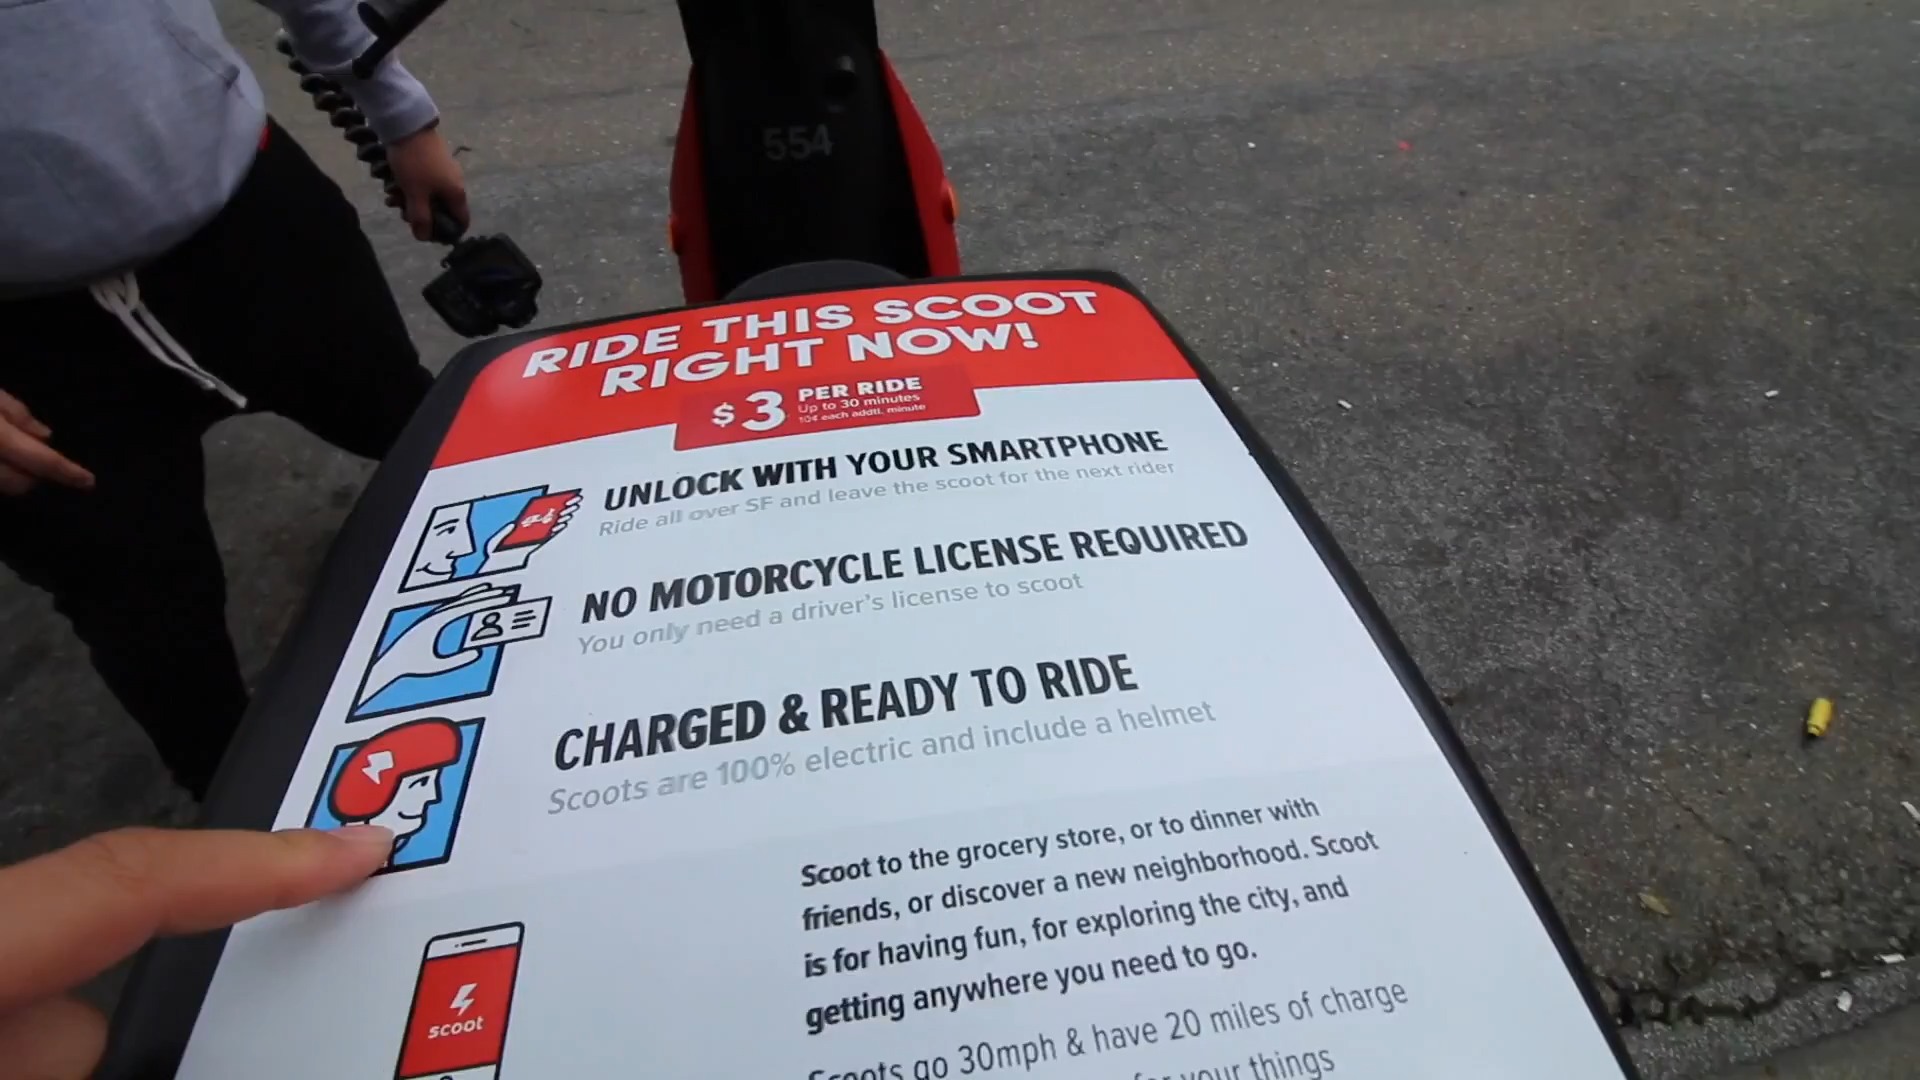 554
RIDE THIS SCOOT
RIGHT NOW!
$3 PER RIDE
Up to 30 minutes
10¢ each addtl. minute
UNLOCK WITH YOUR SMARTPHONE
Ride all over SF and leave the scoot for the next rider
NO MOTORCYCLE LICENSE REQUIRED
You only need a driver's license to scoot
CHARGED & READY TO RIDE
Scoots are 100% electric and include a helmet
Scoot to the grocery store, or to dinner with
friends, or discover a new neighborhood. Scoot
is for having fun, for exploring the city, and
getting anywhere you need to go.
Scoots go 30mph & have 20 miles of charge
for your things
scoot